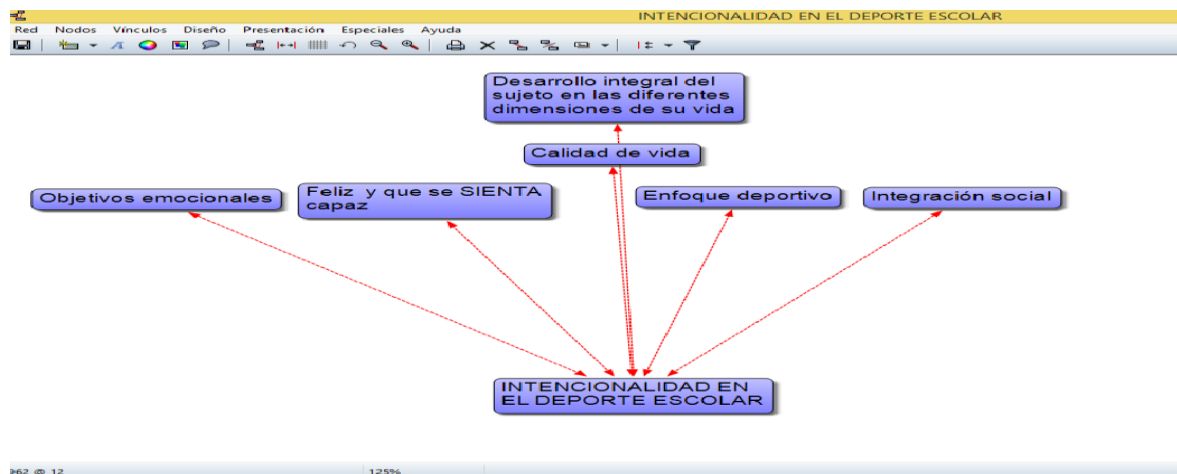 INTENCIONALIDAD EN EL DEPORTE ESCOLAR
Red Nodos Vínculos Diseño Presentación Especiales Ayuda
Desarrollo integral del
sujeto en las diferentes
dimensiones de su vida
Calidad de vida
Objetivos emocionales
Feliz y que se SIENTA
capaz
Enfoque deportivo
Integración social
INTENCIONALIDAD EN
EL DEPORTE ESCOLAR
@ 12
125%